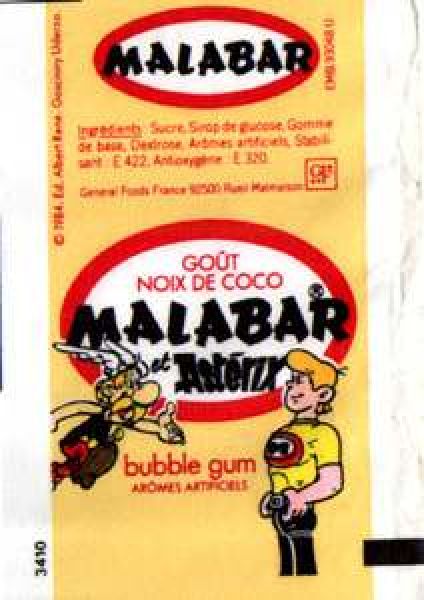 MALABAR
EMB.93048 U
Ingrédients : Sucre, Sirop de glucose, Gomme
de base, Dextrose, Arômes artificiels, Stabili
sant : E 422, Antioxygène : E 320.
General Foods France 92500 Rueil Malmaison
© 1984, Ed. Albert René, Goscinny Uderzo
GOÛT
NOIX DE COCO
MALABAR®
et Astérix
bubble gum
ARÔMES ARTIFICIELS
3410